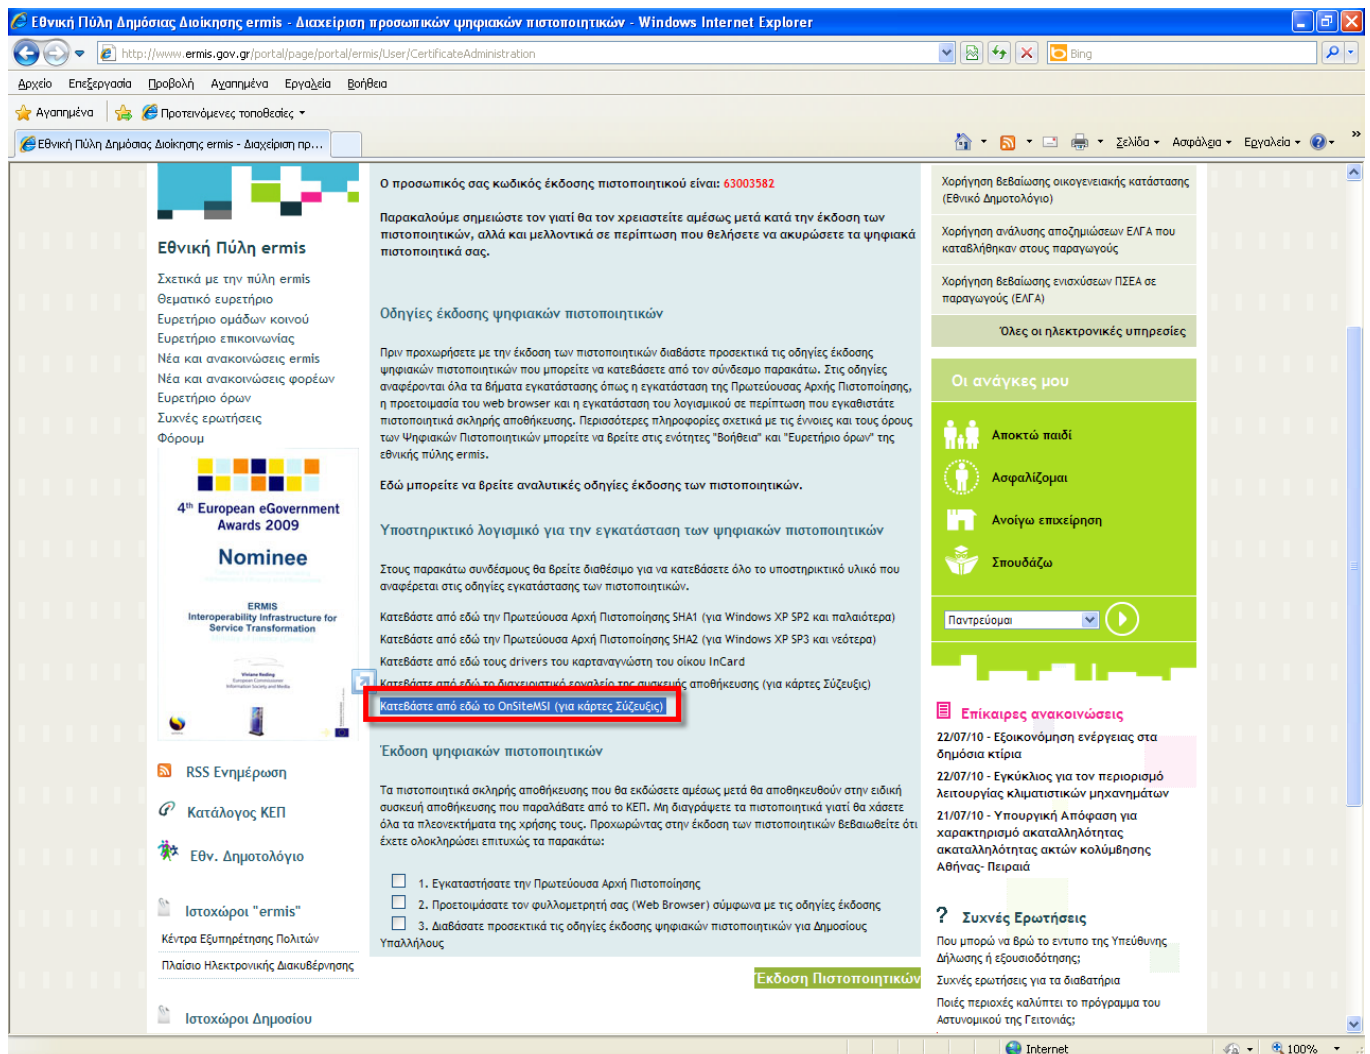 Εθνική Πύλη Δημόσιας Διοίκησης ermis - Διαχείριση προσωπικών ψηφιακών πιστοποιητικών - Windows Internet Explorer
http://www.ermis.gov.gr/portal/page/portal/ermis/User/CertificateAdministration
Bing
Αρχείο Επεξεργασία Προβολή Αγαπημένα Εργαλεία Βοήθεια
Αγαπημένα Προτεινόμενες τοποθεσίες
Εθνική Πύλη Δημόσιας Διοίκησης ermis - Διαχείριση πρ...
Σελίδα Ασφάλεια Εργαλεία
Εθνική Πύλη ermis
Σχετικά με την πύλη ermis
Θεματικό ευρετήριο
Ευρετήριο ομάδων κοινού
Ευρετήριο επικοινωνίας
Νέα και ανακοινώσεις ermis
Νέα και ανακοινώσεις φορέων
Ευρετήριο όρων
Συχνές ερωτήσεις
Φόρουμ
4th European eGovernment
Awards 2009
Nominee
ERMIS
Interoperability Infrastructure for
Service Transformation
Viviane Reding
European Commissioner
Information Society and Media
RSS Ενημέρωση
Κατάλογος ΚΕΠ
Εθν. Δημοτολόγιο
Ιστοχώροι "ermis"
Κέντρα Εξυπηρέτησης Πολιτών
Πλαίσιο Ηλεκτρονικής Διακυβέρνησης
Ιστοχώροι Δημοσίου
Ο προσωπικός σας κωδικός έκδοσης πιστοποιητικού είναι: 63003582
Παρακαλούμε σημειώστε τον γιατί θα τον χρειαστείτε αμέσως μετά κατά την έκδοση των
πιστοποιητικών, αλλά και μελλοντικά σε περίπτωση που θελήσετε να ακυρώσετε τα ψηφιακά
πιστοποιητικά σας.
Οδηγίες έκδοσης ψηφιακών πιστοποιητικών
Πριν προχωρήσετε με την έκδοση των πιστοποιητικών διαβάστε προσεκτικά τις οδηγίες έκδοσης
ψηφιακών πιστοποιητικών που μπορείτε να κατεβάσετε από τον σύνδεσμο παρακάτω. Στις οδηγίες
αναφέρονται όλα τα βήματα εγκατάστασης όπως η εγκατάσταση της Πρωτεύουσας Αρχής Πιστοποίησης,
η προετοιμασία του web browser και η εγκατάσταση του λογισμικού σε περίπτωση που εγκαθιστάτε
πιστοποιητικά σκληρής αποθήκευσης. Περισσότερες πληροφορίες σχετικά με τις έννοιες και τους όρους
των Ψηφιακών Πιστοποιητικών μπορείτε να βρείτε στις ενότητες "Βοήθεια" και "Ευρετήριο όρων" της
εθνικής πύλης ermis.
Εδώ μπορείτε να βρείτε αναλυτικές οδηγίες έκδοσης των πιστοποιητικών.
Υποστηρικτικό λογισμικό για την εγκατάσταση των ψηφιακών πιστοποιητικών
Στους παρακάτω συνδέσμους θα βρείτε διαθέσιμο για να κατεβάσετε όλο το υποστηρικτικό υλικό που
αναφέρεται στις οδηγίες εγκατάστασης των πιστοποιητικών.
Κατεβάστε από εδώ την Πρωτεύουσα Αρχή Πιστοποίησης SHA1 (για Windows XP SP2 και παλαιότερα)
Κατεβάστε από εδώ την Πρωτεύουσα Αρχή Πιστοποίησης SHA2 (για Windows XP SP3 και νεότερα)
Κατεβάστε από εδώ τους drivers του καρταναγνώστη του οίκου InCard
Κατεβάστε από εδώ το διαχειριστικό εργαλείο της συσκευής αποθήκευσης (για κάρτες Σύζευξις)
Κατεβάστε από εδώ το OnSiteMSI (για κάρτες Σύζευξις)
Έκδοση ψηφιακών πιστοποιητικών
Τα πιστοποιητικά σκληρής αποθήκευσης που θα εκδώσετε αμέσως μετά θα αποθηκευθούν στην ειδική
συσκευή αποθήκευσης που παραλάβατε από το ΚΕΠ. Μη διαγράψετε τα πιστοποιητικά γιατί θα χάσετε
όλα τα πλεονεκτήματα της χρήσης τους. Προχωρώντας στην έκδοση των πιστοποιητικών βεβαιωθείτε ότι
έχετε ολοκληρώσει επιτυχώς τα παρακάτω:
1. Εγκαταστήσατε την Πρωτεύουσα Αρχή Πιστοποίησης
2. Προετοιμάσατε τον φυλλομετρητή σας (Web Browser) σύμφωνα με τις οδηγίες έκδοσης
3. Διαβάσατε προσεκτικά τις οδηγίες έκδοσης ψηφιακών πιστοποιητικών για Δημοσίους
Υπαλλήλους
Έκδοση Πιστοποιητικών
Χορήγηση Βεβαίωσης οικογενειακής κατάστασης
(Εθνικό Δημοτολόγιο)
Χορήγηση ανάλυσης αποζημιώσεων ΕΛΓΑ που
καταβλήθηκαν στους παραγωγούς
Χορήγηση Βεβαίωσης ενισχύσεων ΠΣΕΑ σε
παραγωγούς (ΕΛΓΑ)
Όλες οι ηλεκτρονικές υπηρεσίες
Οι ανάγκες μου
Αποκτώ παιδί
Ασφαλίζομαι
Ανοίγω επιχείρηση
Σπουδάζω
Παντρεύομαι
Επίκαιρες ανακοινώσεις
22/07/10 - Εξοικονόμηση ενέργειας στα
δημόσια κτίρια
22/07/10 - Εγκύκλιος για τον περιορισμό
λειτουργίας κλιματιστικών μηχανημάτων
21/07/10 - Υπουργική Απόφαση για
χαρακτηρισμό ακαταλληλότητας
ακαταλληλότητας ακτών κολύμβησης
Αθήνας- Πειραιά
? Συχνές Ερωτήσεις
Που μπορώ να βρώ το εντυπο της Υπεύθυνης
Δήλωσης ή εξουσιοδότησης;
Συχνές ερωτήσεις για τα διαβατήρια
Ποιές περιοχές καλύπτει το πρόγραμμα του
Αστυνομικού της Γειτονιάς;
Internet
100%